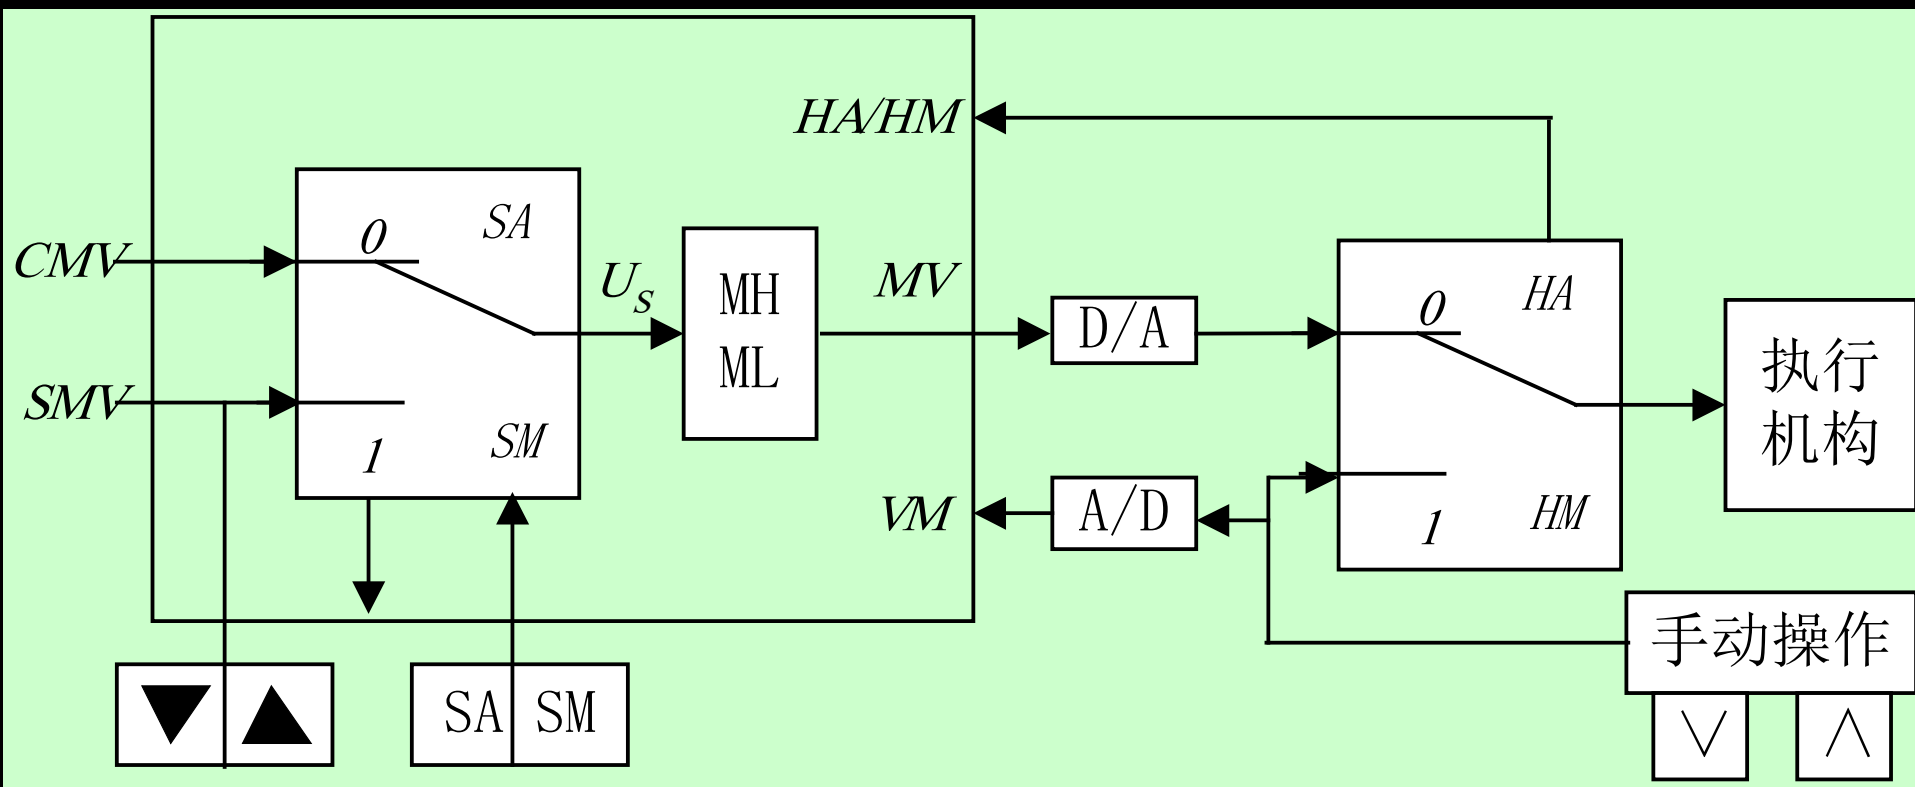 HA/HM
CMV
0
SA
U
S
MH
ML
MV
D/A
0
HA
执行
机构
SMV
1
SM
VM
A/D
1
HM
手动操作
▼ ▲
SA SM
∨ ∧